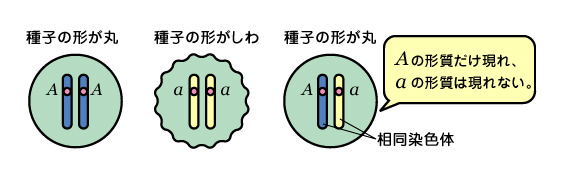 種子の形が丸
種子の形がしわ
種子の形が丸
A A
a a
A a
Aの形質だけ現れ、
aの形質は現れない。
相同染色体